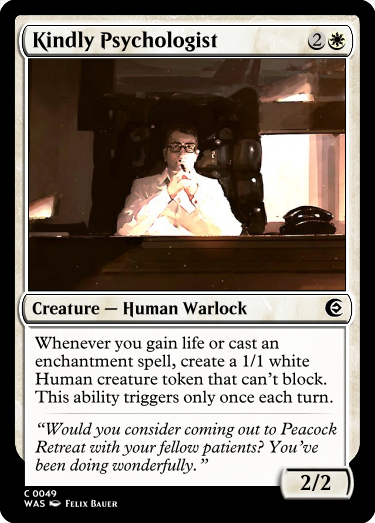 Kindly Psychologist 2
Creature — Human Warlock
Whenever you gain life or cast an
enchantment spell, create a 1/1 white
Human creature token that can't block.
This ability triggers only once each turn.
“Would you consider coming out to Peacock
Retreat with your fellow patients? You've
been doing wonderfully.”
2/2
C 0049
WAS Felix Bauer